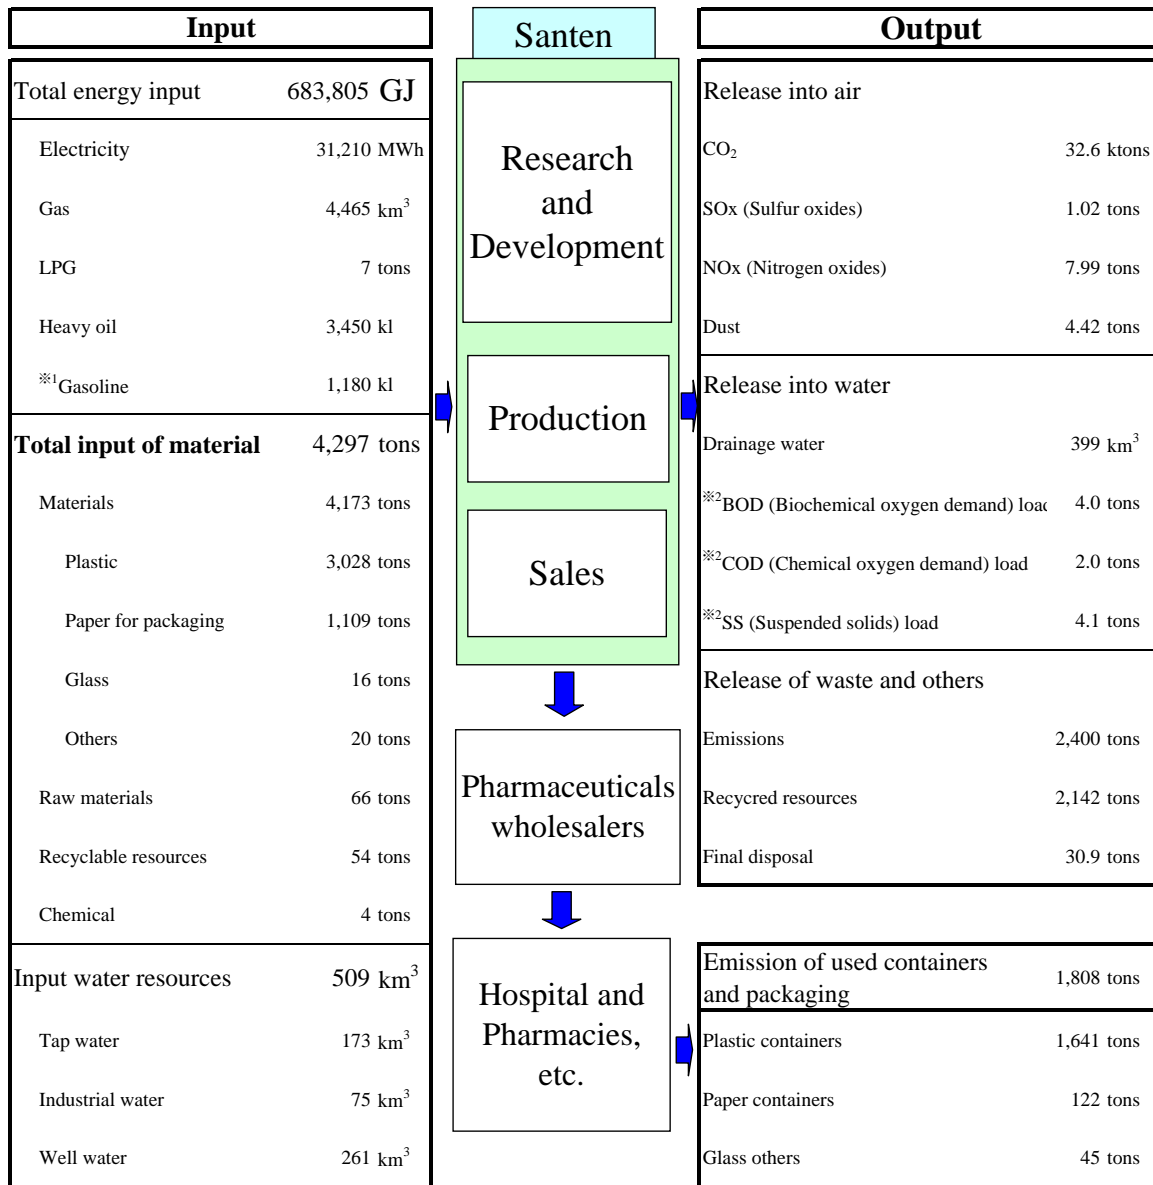 Input
Total energy input 683,805 GJ
Electricity 31,210 MWh
Gas 4,465 km³
LPG 7 tons
Heavy oil 3,450 kl
※1Gasoline 1,180 kl
Total input of material 4,297 tons
Materials 4,173 tons
Plastic 3,028 tons
Paper for packaging 1,109 tons
Glass 16 tons
Others 20 tons
Raw materials 66 tons
Recyclable resources 54 tons
Chemical 4 tons
Input water resources 509 km³
Tap water 173 km³
Industrial water 75 km³
Well water 261 km³
Santen
Research
and
Development
Production
Sales
Pharmaceuticals
wholesalers
Hospital and
Pharmacies,
etc.
Output
Release into air
CO₂ 32.6 ktons
SOx (Sulfur oxides) 1.02 tons
NOx (Nitrogen oxides) 7.99 tons
Dust 4.42 tons
Release into water
Drainage water 399 km³
※2BOD (Biochemical oxygen demand) load 4.0 tons
※2COD (Chemical oxygen demand) load 2.0 tons
※2SS (Suspended solids) load 4.1 tons
Release of waste and others
Emissions 2,400 tons
Recycred resources 2,142 tons
Final disposal 30.9 tons
Emission of used containers
and packaging 1,808 tons
Plastic containers 1,641 tons
Paper containers 122 tons
Glass others 45 tons